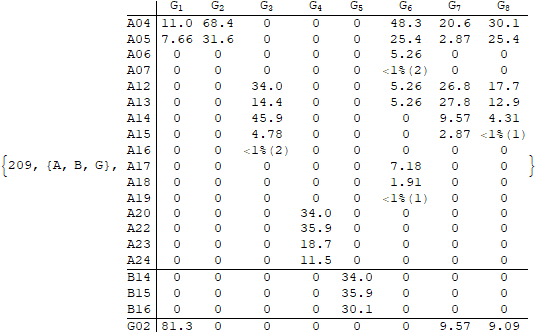 G₁ G₂ G₃ G₄ G₅ G₆ G₇ G₈
A04 11.0 68.4 0 0 0 48.3 20.6 30.1
A05 7.66 31.6 0 0 0 25.4 2.87 25.4
A06 0 0 0 0 0 5.26 0 0
A07 0 0 0 0 0 <1%(2) 0 0
A12 0 0 34.0 0 0 5.26 26.8 17.7
A13 0 0 14.4 0 0 5.26 27.8 12.9
A14 0 0 45.9 0 0 0 9.57 4.31
A15 0 0 4.78 0 0 0 2.87 <1%(1)
A16 0 0 <1%(2) 0 0 0 0 0
{209, {A, B, G}, A17 0 0 0 0 0 7.18 0 0 }
A18 0 0 0 0 0 1.91 0 0
A19 0 0 0 0 0 <1%(1) 0 0
A20 0 0 0 34.0 0 0 0 0
A22 0 0 0 35.9 0 0 0 0
A23 0 0 0 18.7 0 0 0 0
A24 0 0 0 11.5 0 0 0 0
B14 0 0 0 0 34.0 0 0 0
B15 0 0 0 0 35.9 0 0 0
B16 0 0 0 0 30.1 0 0 0
G02 81.3 0 0 0 0 0 9.57 9.09